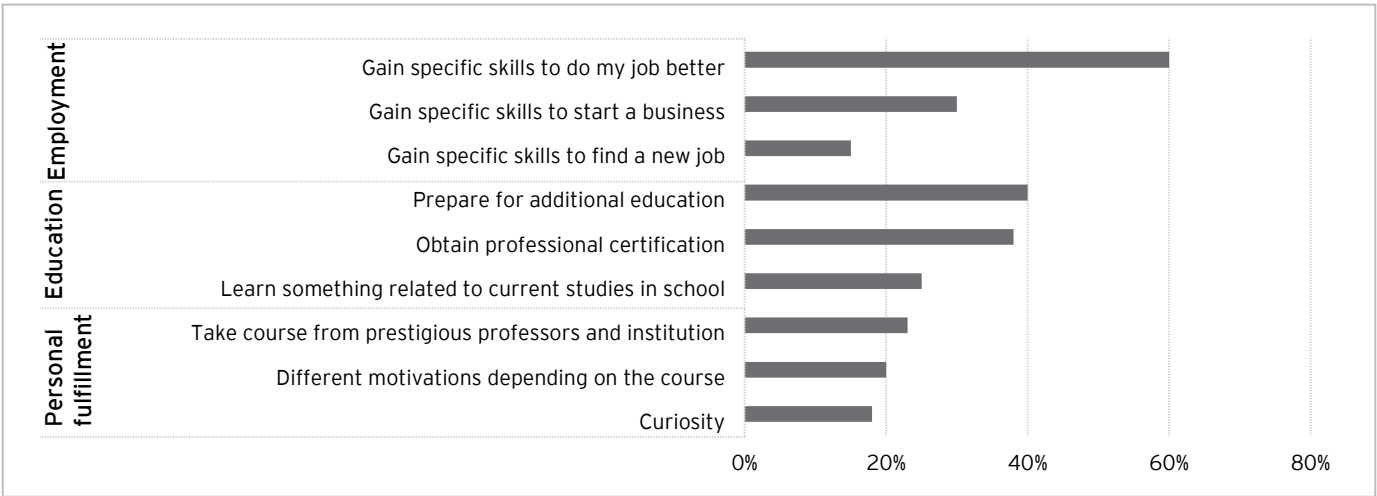 Employment
Gain specific skills to do my job better
Gain specific skills to start a business
Gain specific skills to find a new job
Education
Prepare for additional education
Obtain professional certification
Learn something related to current studies in school
Personal
fulfillment
Take course from prestigious professors and institution
Different motivations depending on the course
Curiosity
0% 20% 40% 60% 80%